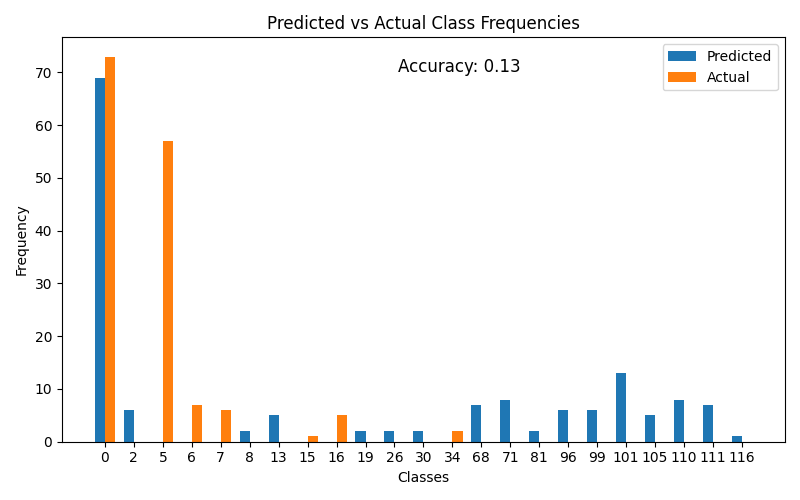 Predicted vs Actual Class Frequencies
Accuracy: 0.13
Predicted
Actual
Frequency
70
60
50
40
30
20
10
0
0 2 5 6 7 8 13 15 16 19 26 30 34 68 71 81 96 99 101 105 110 111 116
Classes